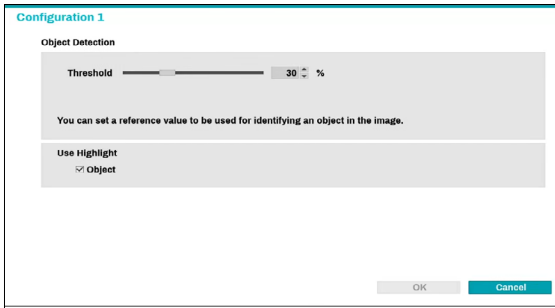 Configuration 1
Object Detection
Threshold 30 %
You can set a reference value to be used for identifying an object in the image.
Use Highlight
Object
OK Cancel